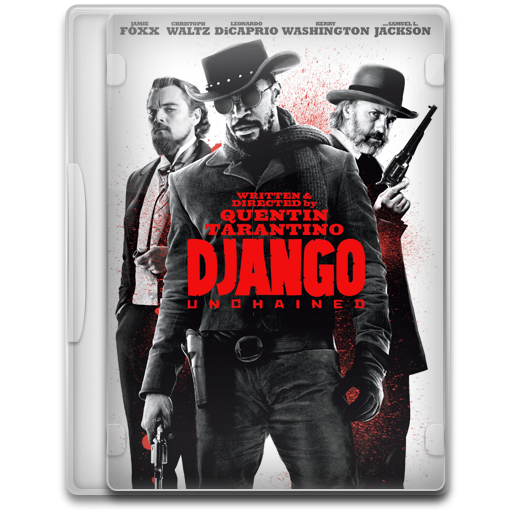 JAMIE FOXX CHRISTOPH WALTZ LEONARDO DiCAPRIO KERRY WASHINGTON ...SAMUEL L. JACKSON
WRITTEN &
DIRECTED by
QUENTIN
TARANTINO
DJANGO
UNCHAINED